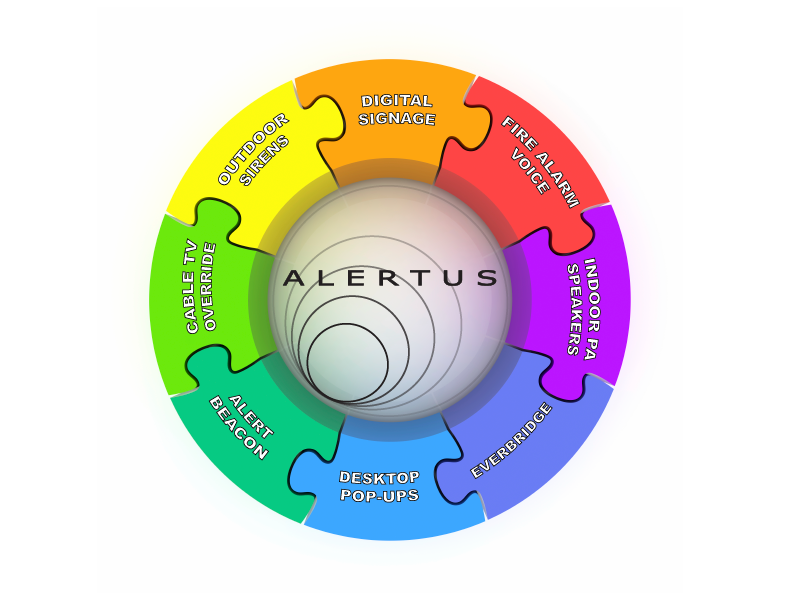 DIGITAL
SIGNAGE
FIRE ALARM
VOICE
INDOOR PA
SPEAKERS
EVERBRIDGE
DESKTOP
POP-UPS
ALERT
BEACON
CABLE TV
OVERRIDE
OUTDOOR
SIRENS
ALERTUS